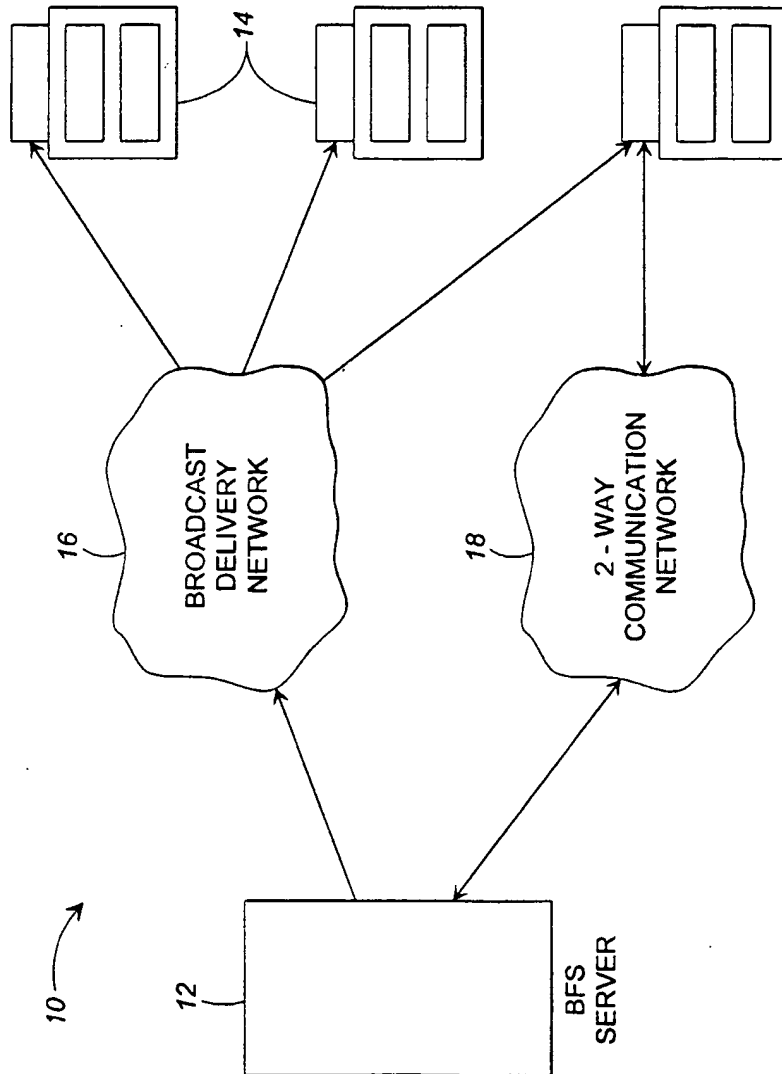 10
12
BFS
SERVER
16
BROADCAST
DELIVERY
NETWORK
18
2 - WAY
COMMUNICATION
NETWORK
14